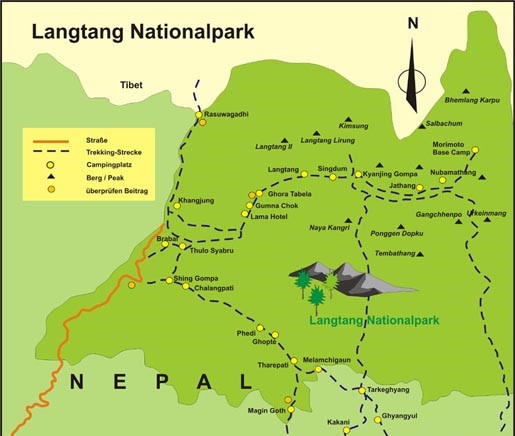 Langtang Nationalpark
N
Tibet
Bhemlang Karpu
Rasuwagadhi
Kimsung
Salbachum
Langtang Lirung
Langtang II
Straße
Trekking-Strecke
Campingplatz
Berg / Peak
überprüfen Beitrag
Morimoto
Base Camp
Langtang
Singdum
Kyanjing Gompa
Nubamathang
Jathang
Ghora Tabela
Khangjung
Gumna Chok
Lama Hotel
Gangchhenpo
Urkeinmang
Naya Kangri
Ponggen Dopku
Brabal
Thulo Syabru
Tembathang
Shing Gompa
Chalangpati
Langtang Nationalpark
Phedi
Ghopte
Tharepati
Melamchigaun
NEPAL
Tarkeghyang
Magin Goth
Kakani
Ghyangyul